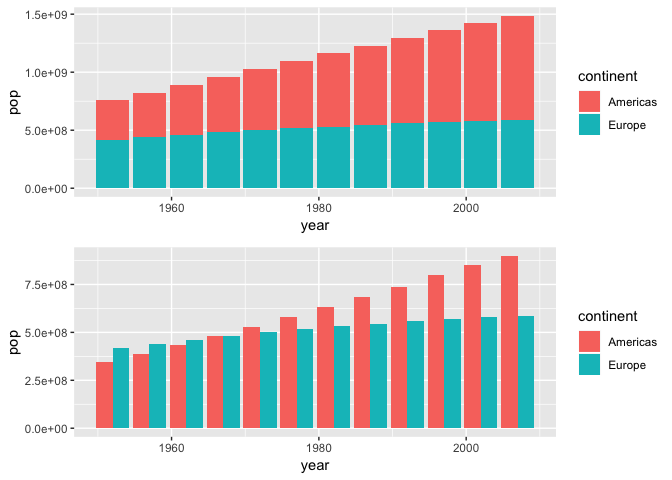 1.5e+09
1.0e+09
5.0e+08
0.0e+00
pop
1960 1980 2000
year
continent
Americas
Europe
7.5e+08
5.0e+08
2.5e+08
0.0e+00
pop
1960 1980 2000
year
continent
Americas
Europe